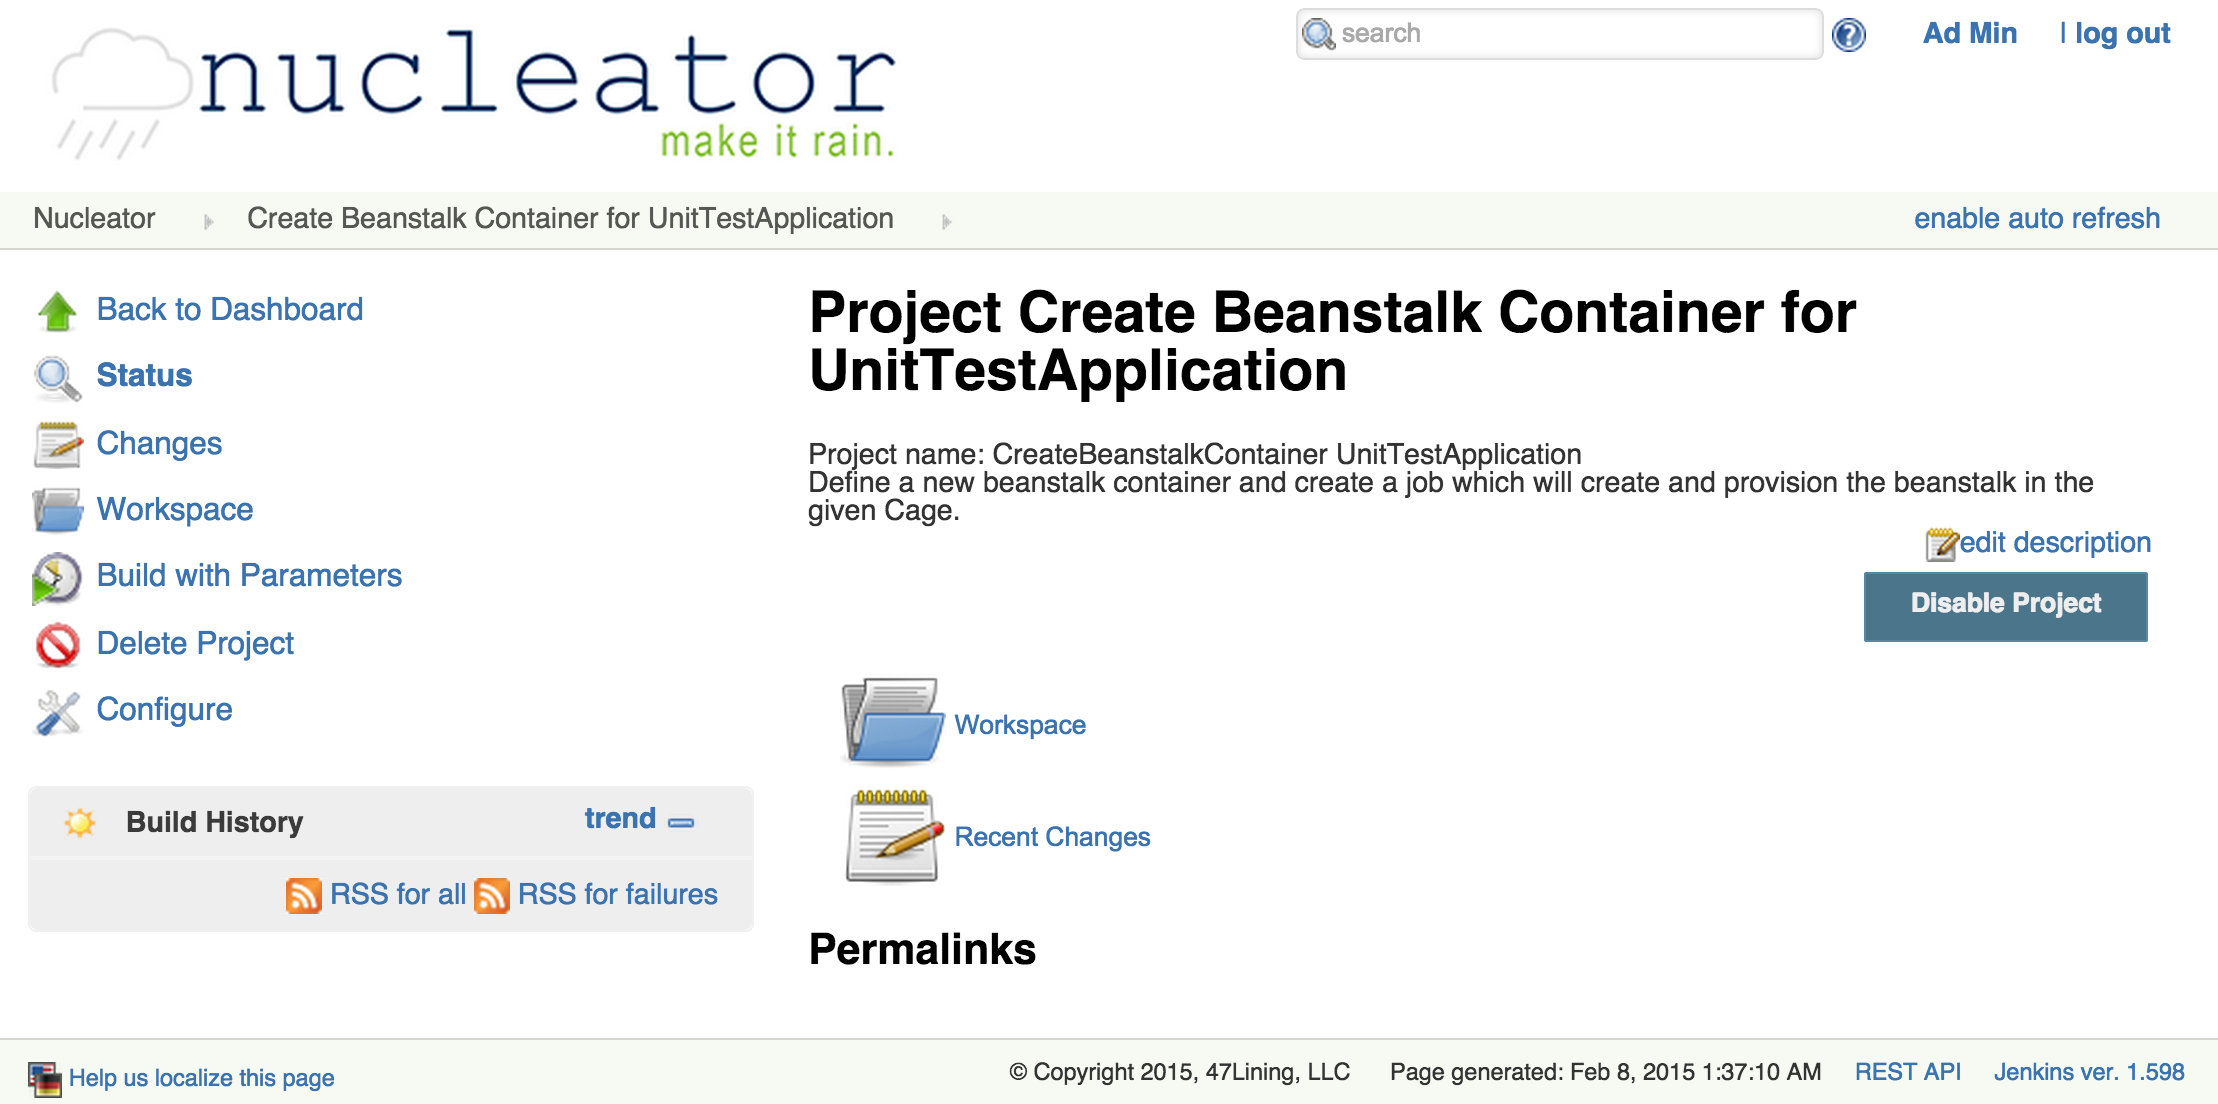 nucleator
make it rain.
search
Ad Min
| log out
Nucleator
Create Beanstalk Container for UnitTestApplication
enable auto refresh
Back to Dashboard
Status
Changes
Workspace
Build with Parameters
Delete Project
Configure
Build History
trend
RSS for all
RSS for failures
Project Create Beanstalk Container for
UnitTestApplication
Project name: CreateBeanstalkContainer UnitTestApplication
Define a new beanstalk container and create a job which will create and provision the beanstalk in the
given Cage.
edit description
Disable Project
Workspace
Recent Changes
Permalinks
Help us localize this page
© Copyright 2015, 47Lining, LLC
Page generated: Feb 8, 2015 1:37:10 AM
REST API
Jenkins ver. 1.598